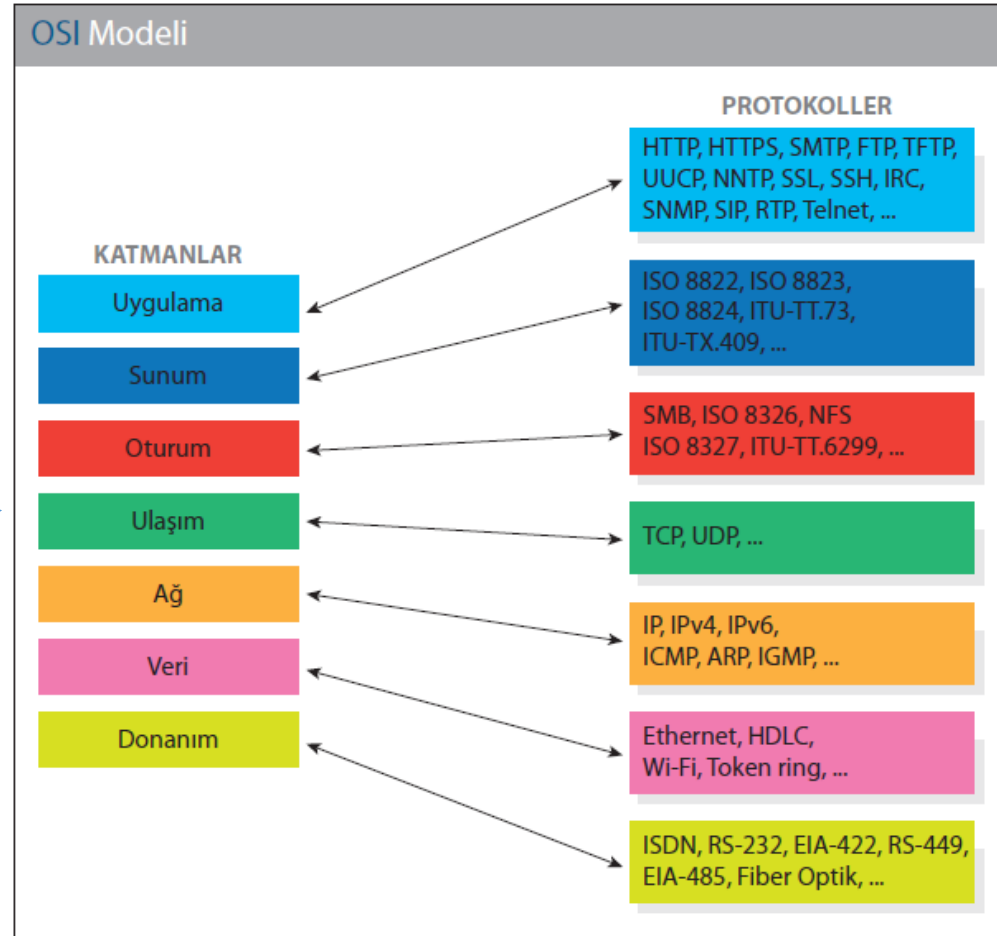 OSI Modeli
PROTOKOLLER
HTTP, HTTPS, SMTP, FTP, TFTP,
UUCP, NNTP, SSL, SSH, IRC,
SNMP, SIP, RTP, Telnet, ...
KATMANLAR
Uygulama
ISO 8822, ISO 8823,
ISO 8824, ITU-TT.73,
ITU-TX.409, ...
Sunum
SMB, ISO 8326, NFS
ISO 8327, ITU-TT.6299, ...
Oturum
Ulaşım
TCP, UDP, ...
Ağ
IP, IPv4, IPv6,
ICMP, ARP, IGMP, ...
Veri
Ethernet, HDLC,
Wi-Fi, Token ring, ...
Donanım
ISDN, RS-232, EIA-422, RS-449,
EIA-485, Fiber Optik, ...